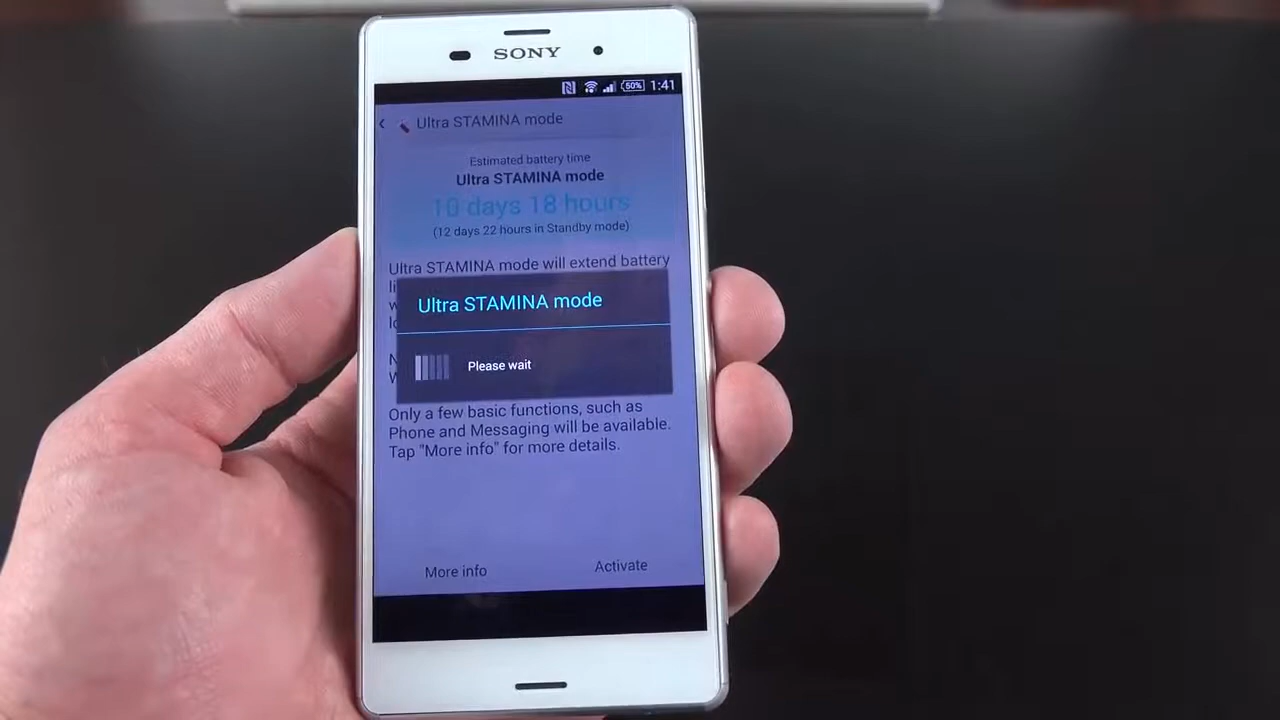 SONY
50% 1:41
Ultra STAMINA mode
Estimated battery time
Ultra STAMINA mode
10 days 18 hours
(12 days 22 hours in Standby mode)
Ultra STAMINA mode will extend battery
Ultra STAMINA mode
Please wait
Only a few basic functions, such as
Phone and Messaging will be available.
Tap "More info" for more details.
More info
Activate